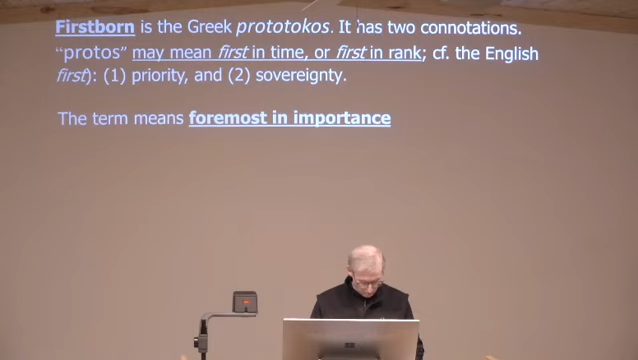 Firstborn is the Greek prototokos. It has two connotations.
“protos” may mean first in time, or first in rank; cf. the English
first): (1) priority, and (2) sovereignty.
The term means foremost in importance